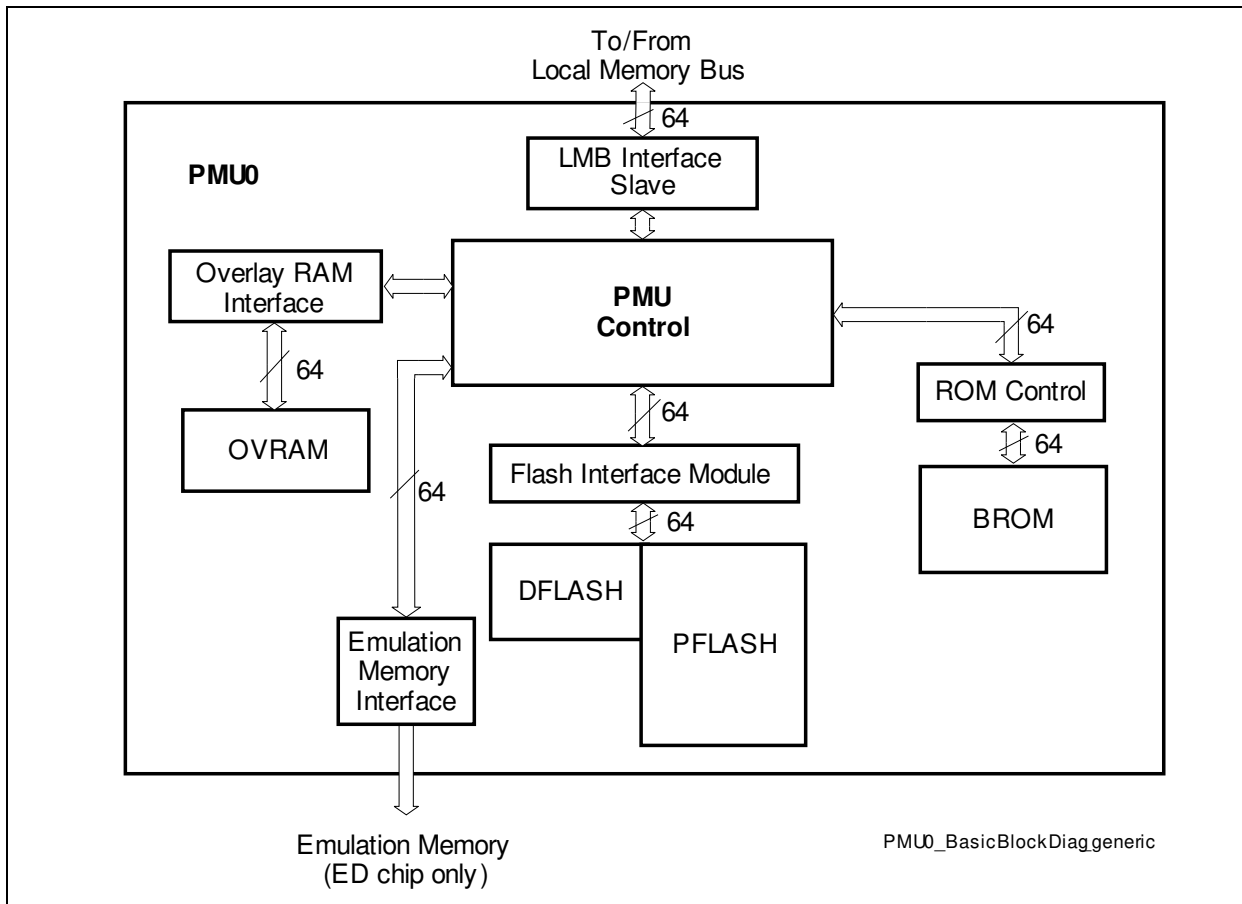 To/From
Local Memory Bus
64
PMU0
LMB Interface
Slave
Overlay RAM
Interface
PMU
Control
64
64
64
ROM Control
OVRAM
64
Flash Interface Module
64
64
BROM
DFLASH
PFLASH
Emulation
Memory
Interface
Emulation Memory
(ED chip only)
PMU0_BasicBlockDiag.generic